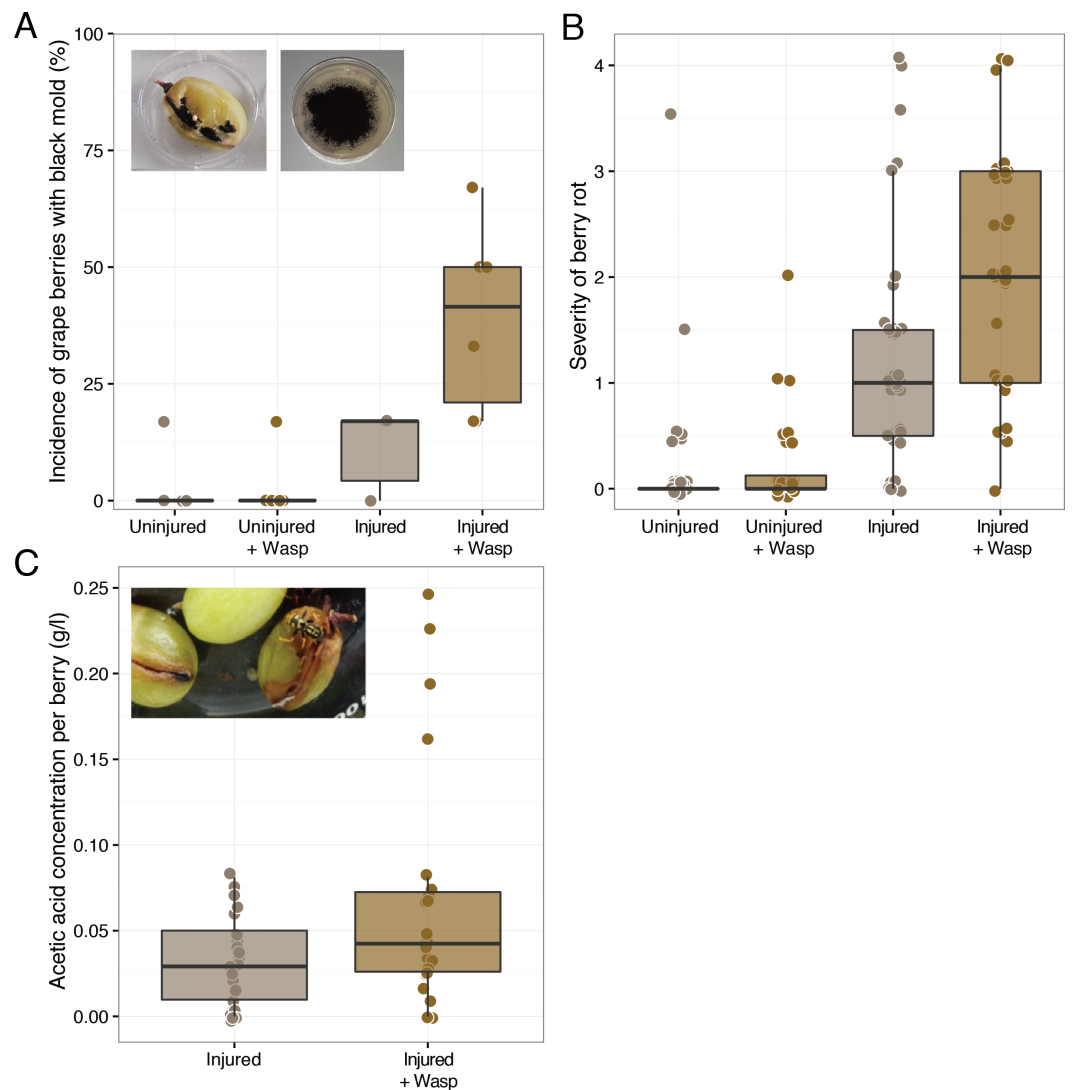 A
Incidence of grape berries with black mold (%)
100
75
50
25
0
Uninjured
Uninjured
+ Wasp
Injured
Injured
+ Wasp
B
Severity of berry rot
4
3
2
1
0
Uninjured
Uninjured
+ Wasp
Injured
Injured
+ Wasp
C
Acetic acid concentration per berry (g/l)
0.25
0.20
0.15
0.10
0.05
0.00
Injured
Injured
+ Wasp